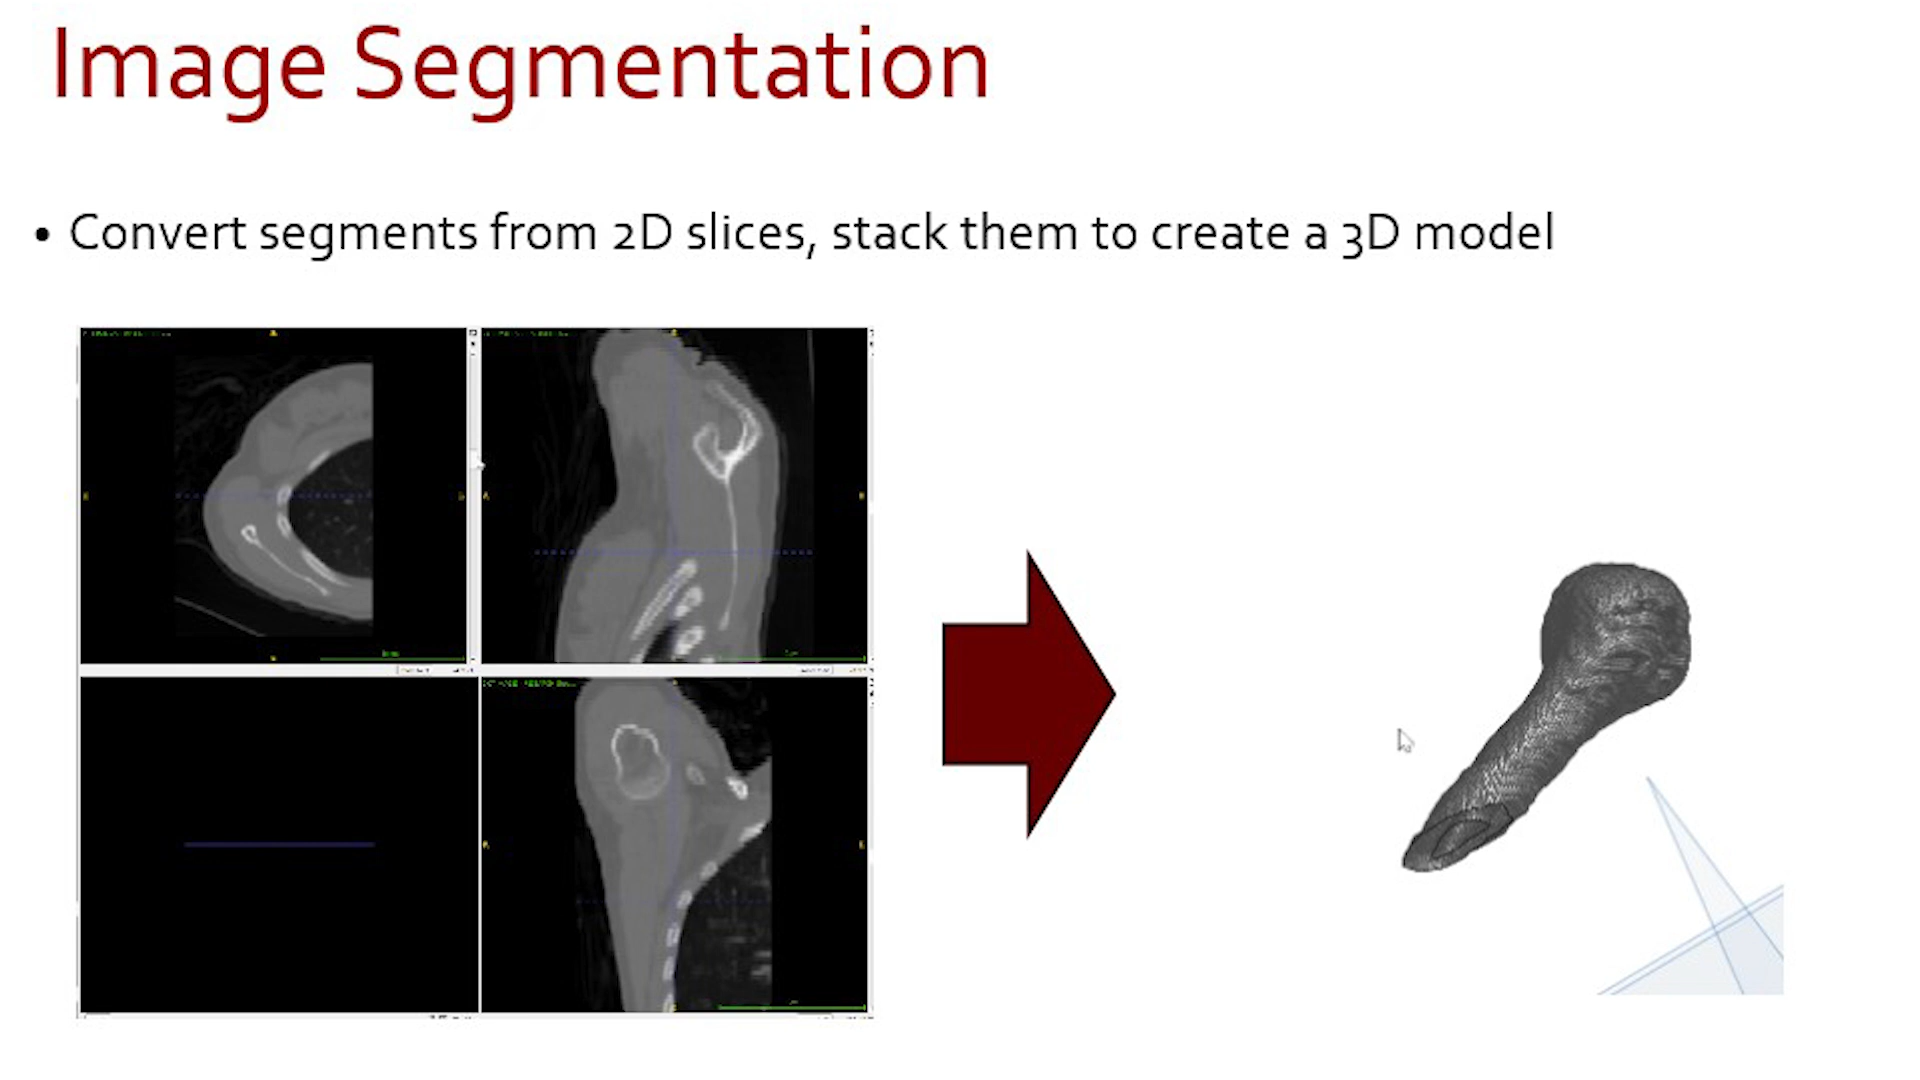 Image Segmentation
• Convert segments from 2D slices, stack them to create a 3D model